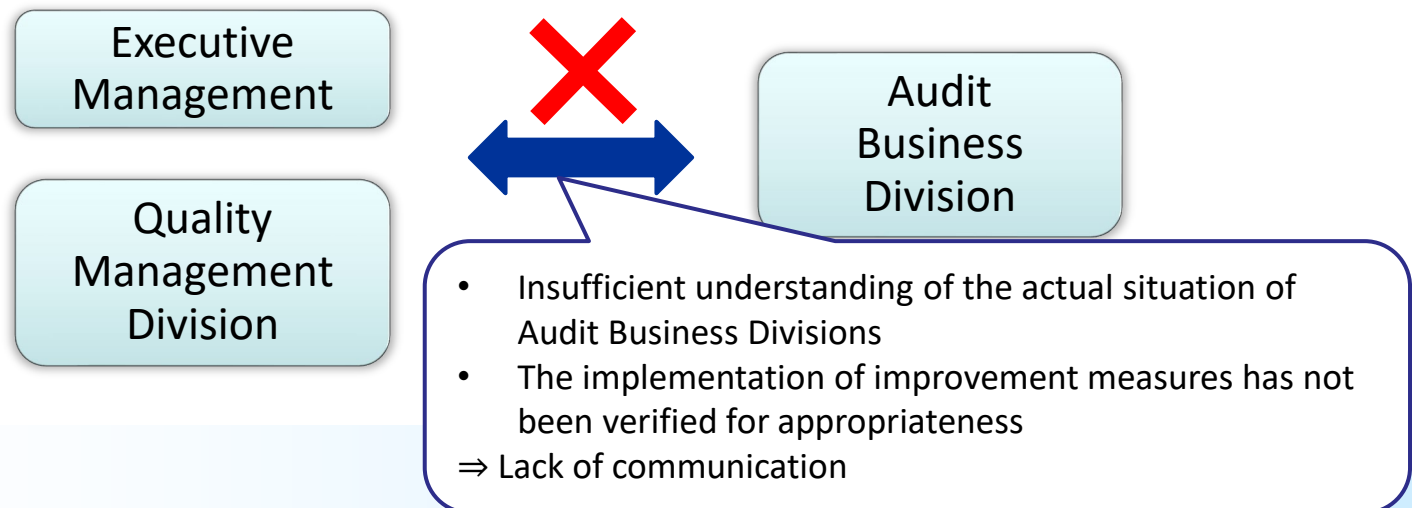 Executive
Management
Quality
Management
Division
Audit
Business
Division
• Insufficient understanding of the actual situation of
Audit Business Divisions
• The implementation of improvement measures has not
been verified for appropriateness
⇒ Lack of communication